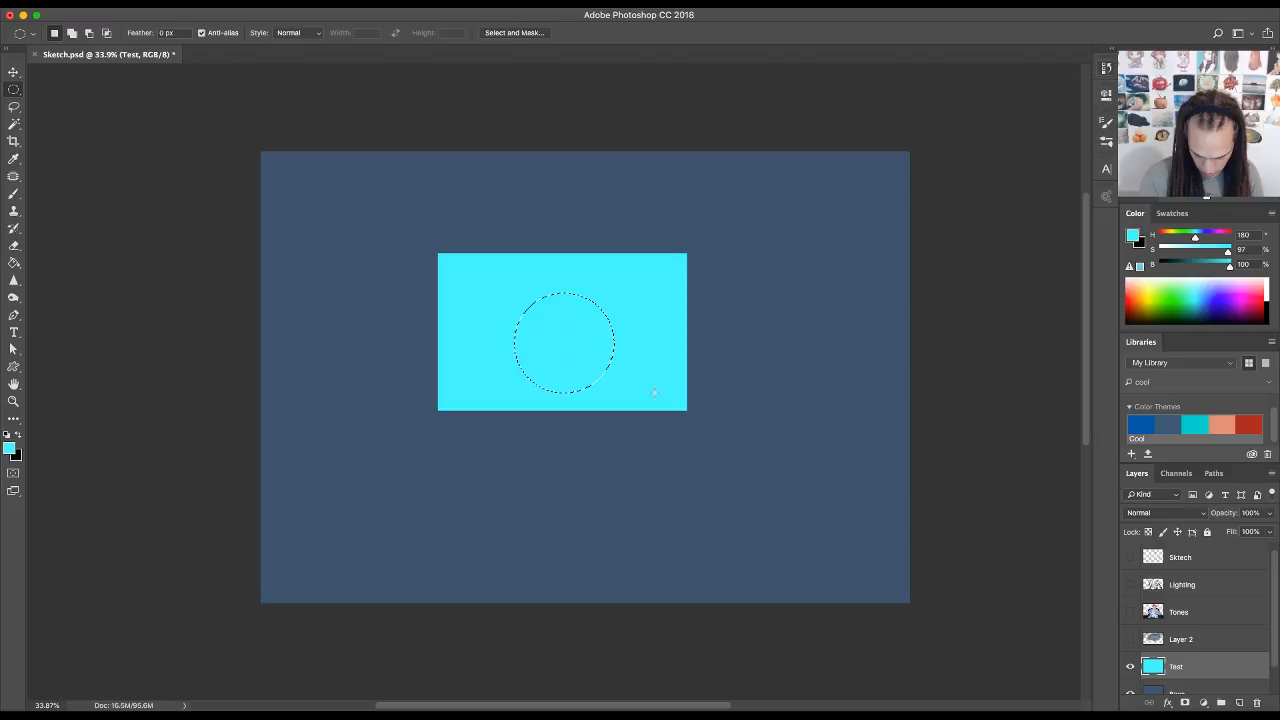 Adobe Photoshop CC 2018
Feather: 0 px Anti-alias Style: Normal Width: Height: Select and Mask...
Sketch.psd @ 33.9% (Test, RGB/8) *
Color Swatches
H 180 °
S 97 %
B 100 %
Libraries
My Library
cool
Color Themes
Cool
Layers Channels Paths
Kind
Normal Opacity: 100%
Lock: Fill: 100%
Sktech
Lighting
Tones
Layer 2
Test
33.87% Doc: 16.5M/95.6M